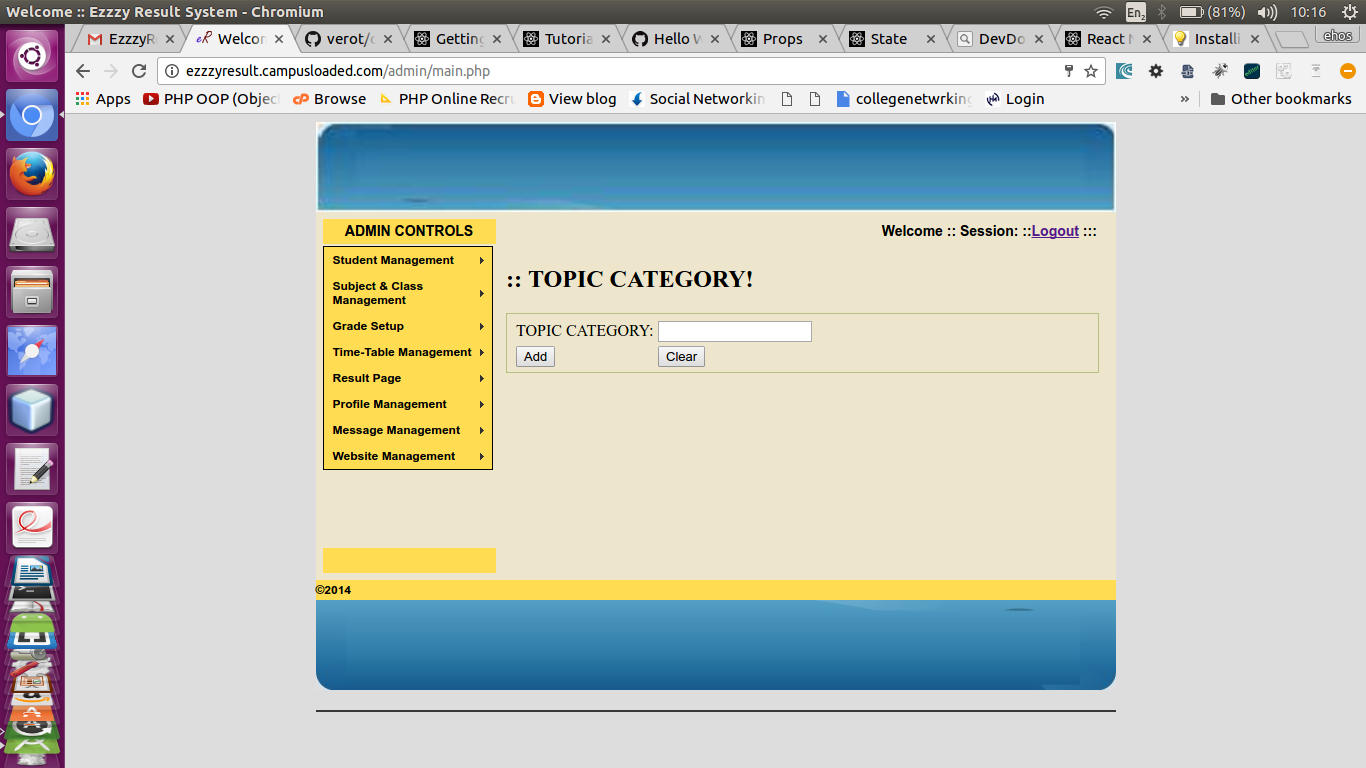 Welcome :: Ezzzy Result System - Chromium
En2
(81%)
10:16
EzzzyR
Welcon
verot/c
Getting
Tutoria
Hello W
Props
State
DevDo
React
Installi
ehos
ezzzyresult.campusloaded.com/admin/main.php
Apps
PHP OOP (Objec
Browse
PHP Online Recru
View blog
Social Networkin
collegenetwrking
Login
»
Other bookmarks
ADMIN CONTROLS
Welcome :: Session: ::Logout :::
Student Management
Subject & Class
Management
Grade Setup
Time-Table Management
Result Page
Profile Management
Message Management
Website Management
:: TOPIC CATEGORY!
TOPIC CATEGORY:
Add
Clear
©2014